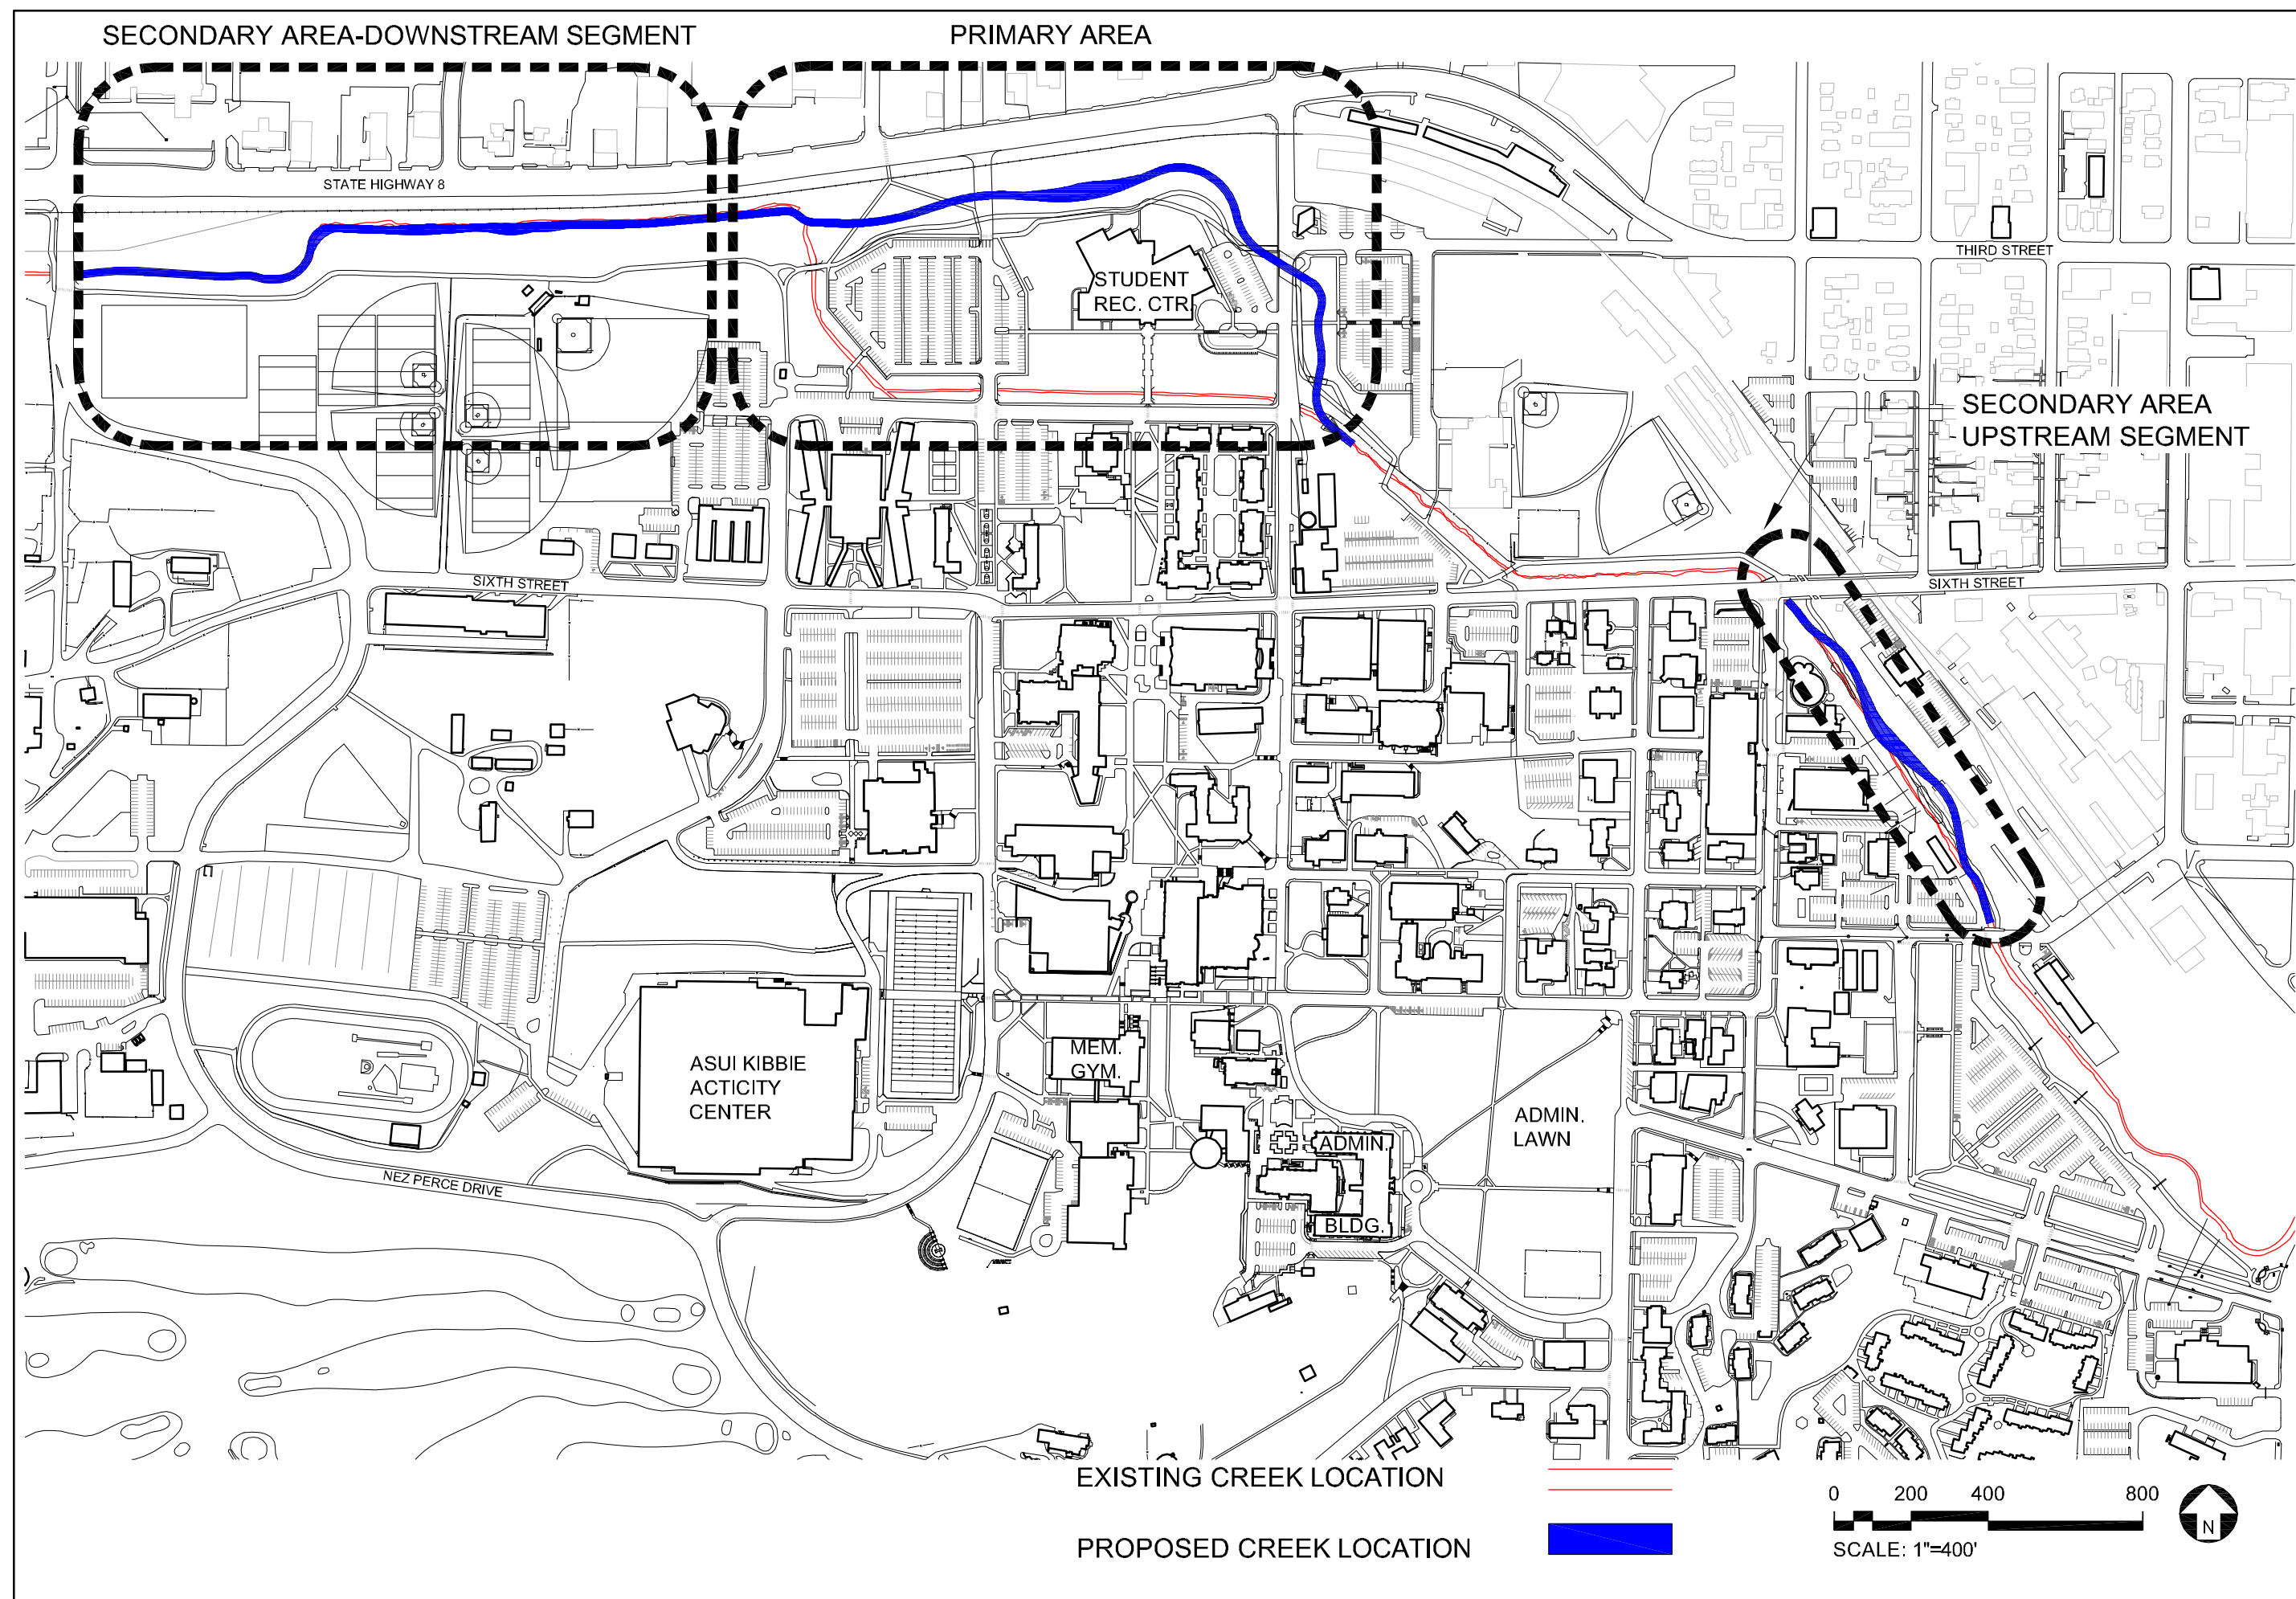 SECONDARY AREA-DOWNSTREAM SEGMENT
PRIMARY AREA
STATE HIGHWAY 8
THIRD STREET
STUDENT
REC. CTR.
SECONDARY AREA
UPSTREAM SEGMENT
SIXTH STREET
SIXTH STREET
MEM.
GYM.
ASUI KIBBIE
ACTICITY
CENTER
ADMIN.
LAWN
ADMIN.
BLDG.
NEZ PERCE DRIVE
EXISTING CREEK LOCATION
PROPOSED CREEK LOCATION
0 200 400 800
SCALE: 1"=400'
N